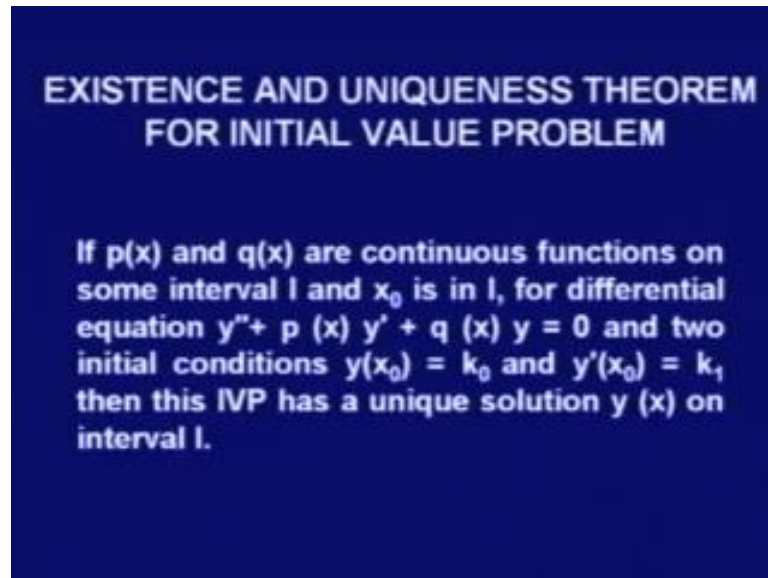 EXISTENCE AND UNIQUENESS THEOREM
FOR INITIAL VALUE PROBLEM
If p(x) and q(x) are continuous functions on
some interval I and x₀ is in I, for differential
equation y"+ p (x) y' + q (x) y = 0 and two
initial conditions y(x₀) = k₀ and y'(x₀) = k₁
then this IVP has a unique solution y (x) on
interval I.